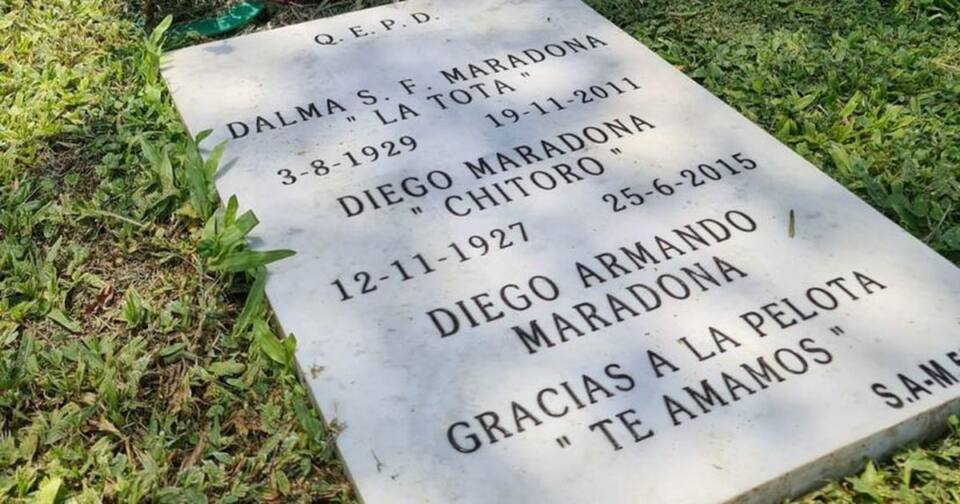 Q.E.P.D.
DALMA S. F. MARADONA
" LA TOTA "
3-8-1929 19-11-2011
DIEGO MARADONA
" CHITORO "
12-11-1927 25-6-2015
DIEGO ARMANDO
MARADONA
GRACIAS A LA PELOTA
" TE AMAMOS "